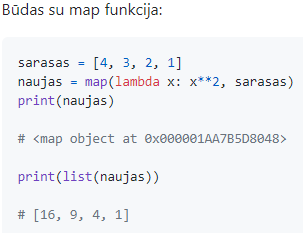 Būdas su map funkcija:
sarasas = [4, 3, 2, 1]
naujas = map(lambda x: x**2, sarasas)
print(naujas)
# <map object at 0x000001AA7B5D8048>
print(list(naujas))
# [16, 9, 4, 1]